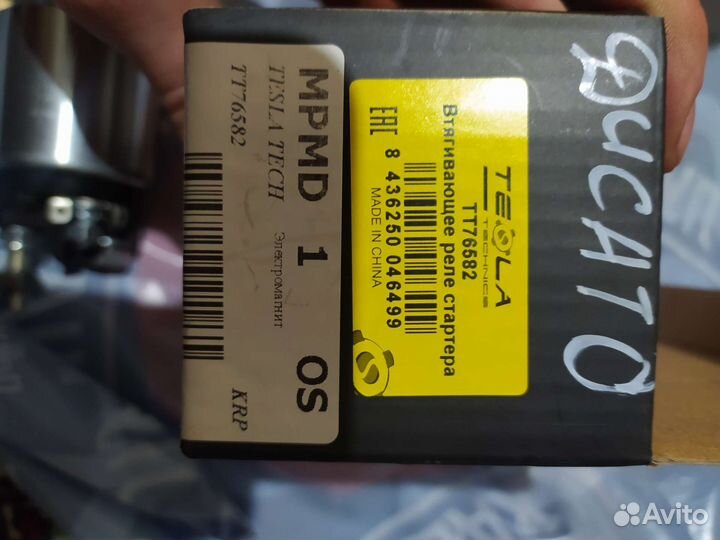 MPMD 1 OS
TESLA TECH Электромагнит
TT76582 KRP
TESLA
TECHNICS
TT76582
Втягивающее реле стартера
EAC 8 436250 046499
MADE IN CHINA
ДUCATO
Avito